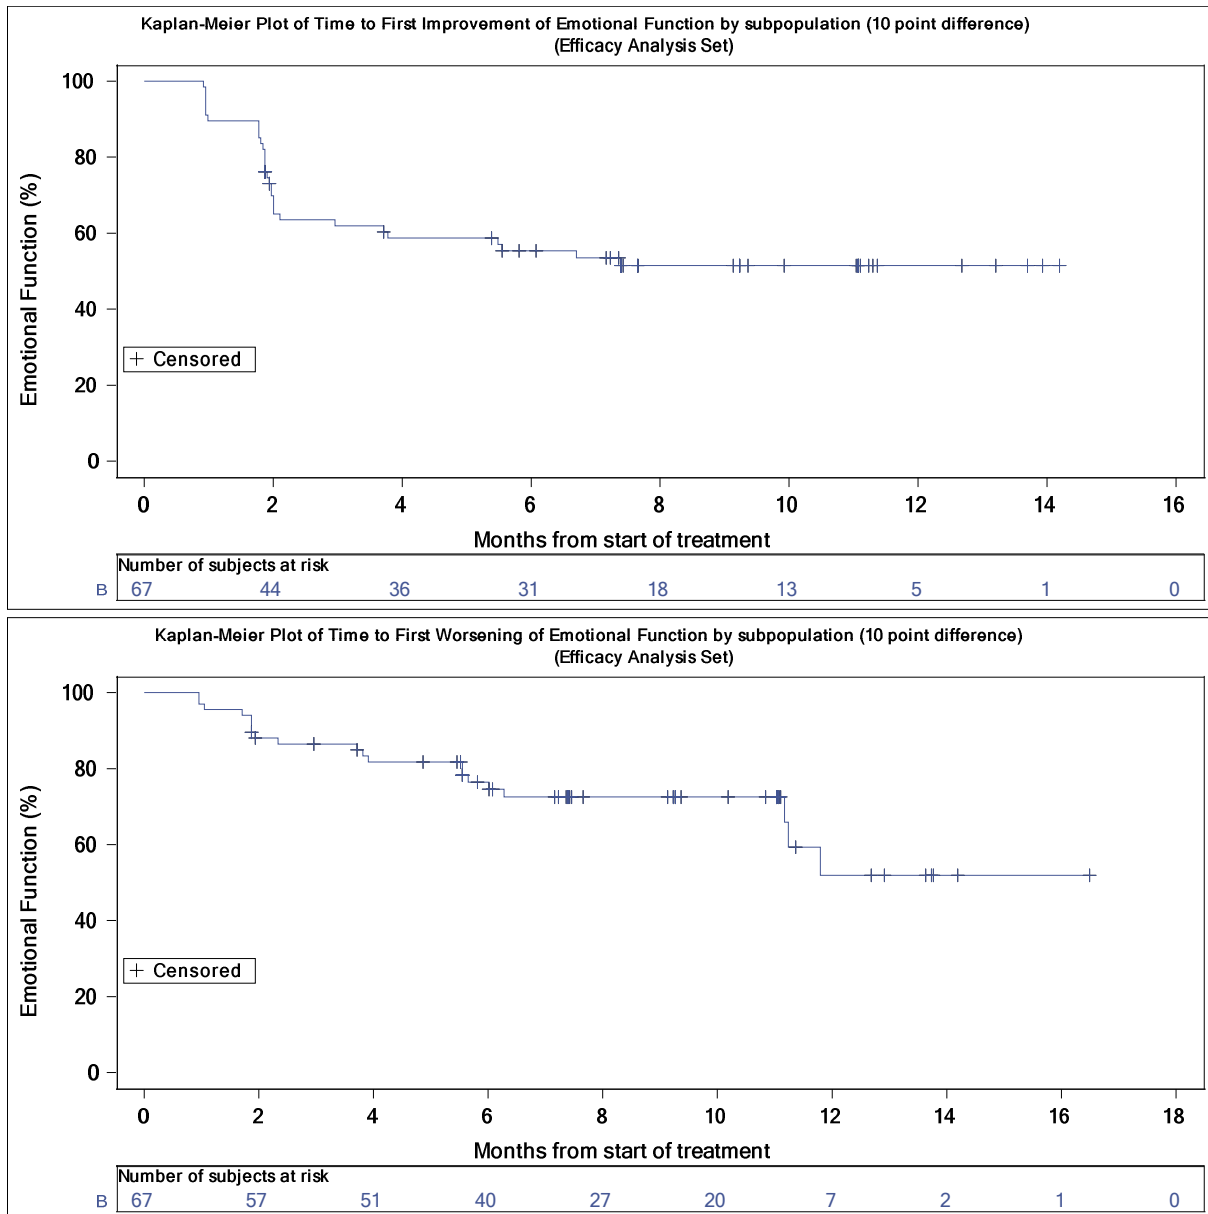 Kaplan-Meier Plot of Time to First Improvement of Emotional Function by subpopulation (10 point difference)
(Efficacy Analysis Set)
100
80
60
40
20
0
Emotional Function (%)
+ Censored
0 2 4 6 8 10 12 14 16
Months from start of treatment
Number of subjects at risk
B 67 44 36 31 18 13 5 1 0
Kaplan-Meier Plot of Time to First Worsening of Emotional Function by subpopulation (10 point difference)
(Efficacy Analysis Set)
100
80
60
40
20
0
Emotional Function (%)
+ Censored
0 2 4 6 8 10 12 14 16 18
Months from start of treatment
Number of subjects at risk
B 67 57 51 40 27 20 7 2 1 0